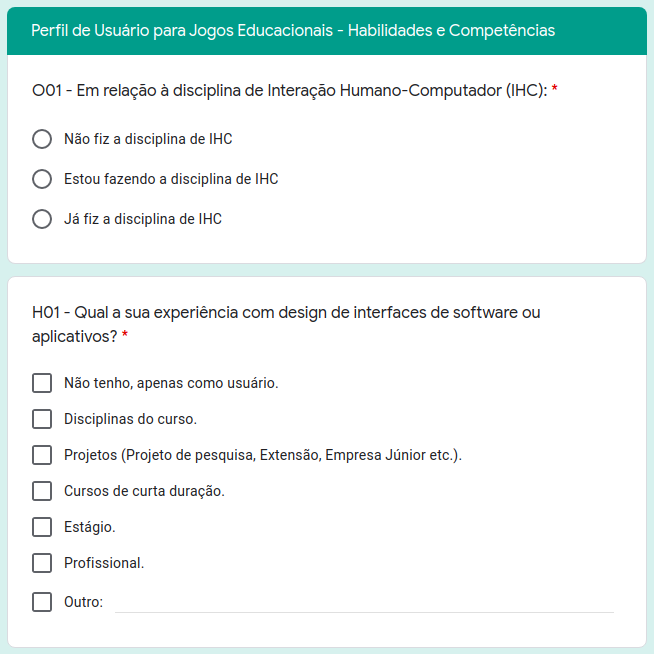 Perfil de Usuário para Jogos Educacionais - Habilidades e Competências
O01 - Em relação à disciplina de Interação Humano-Computador (IHC): *
Não fiz a disciplina de IHC
Estou fazendo a disciplina de IHC
Já fiz a disciplina de IHC
H01 - Qual a sua experiência com design de interfaces de software ou
aplicativos? *
Não tenho, apenas como usuário.
Disciplinas do curso.
Projetos (Projeto de pesquisa, Extensão, Empresa Júnior etc.).
Cursos de curta duração.
Estágio.
Profissional.
Outro: